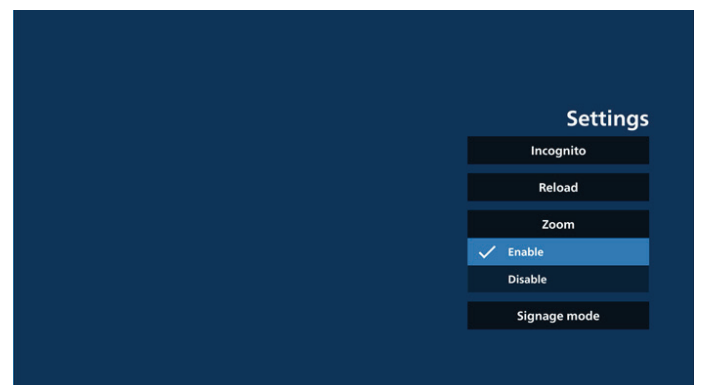 Settings
Incognito
Reload
Zoom
Enable
Disable
Signage mode